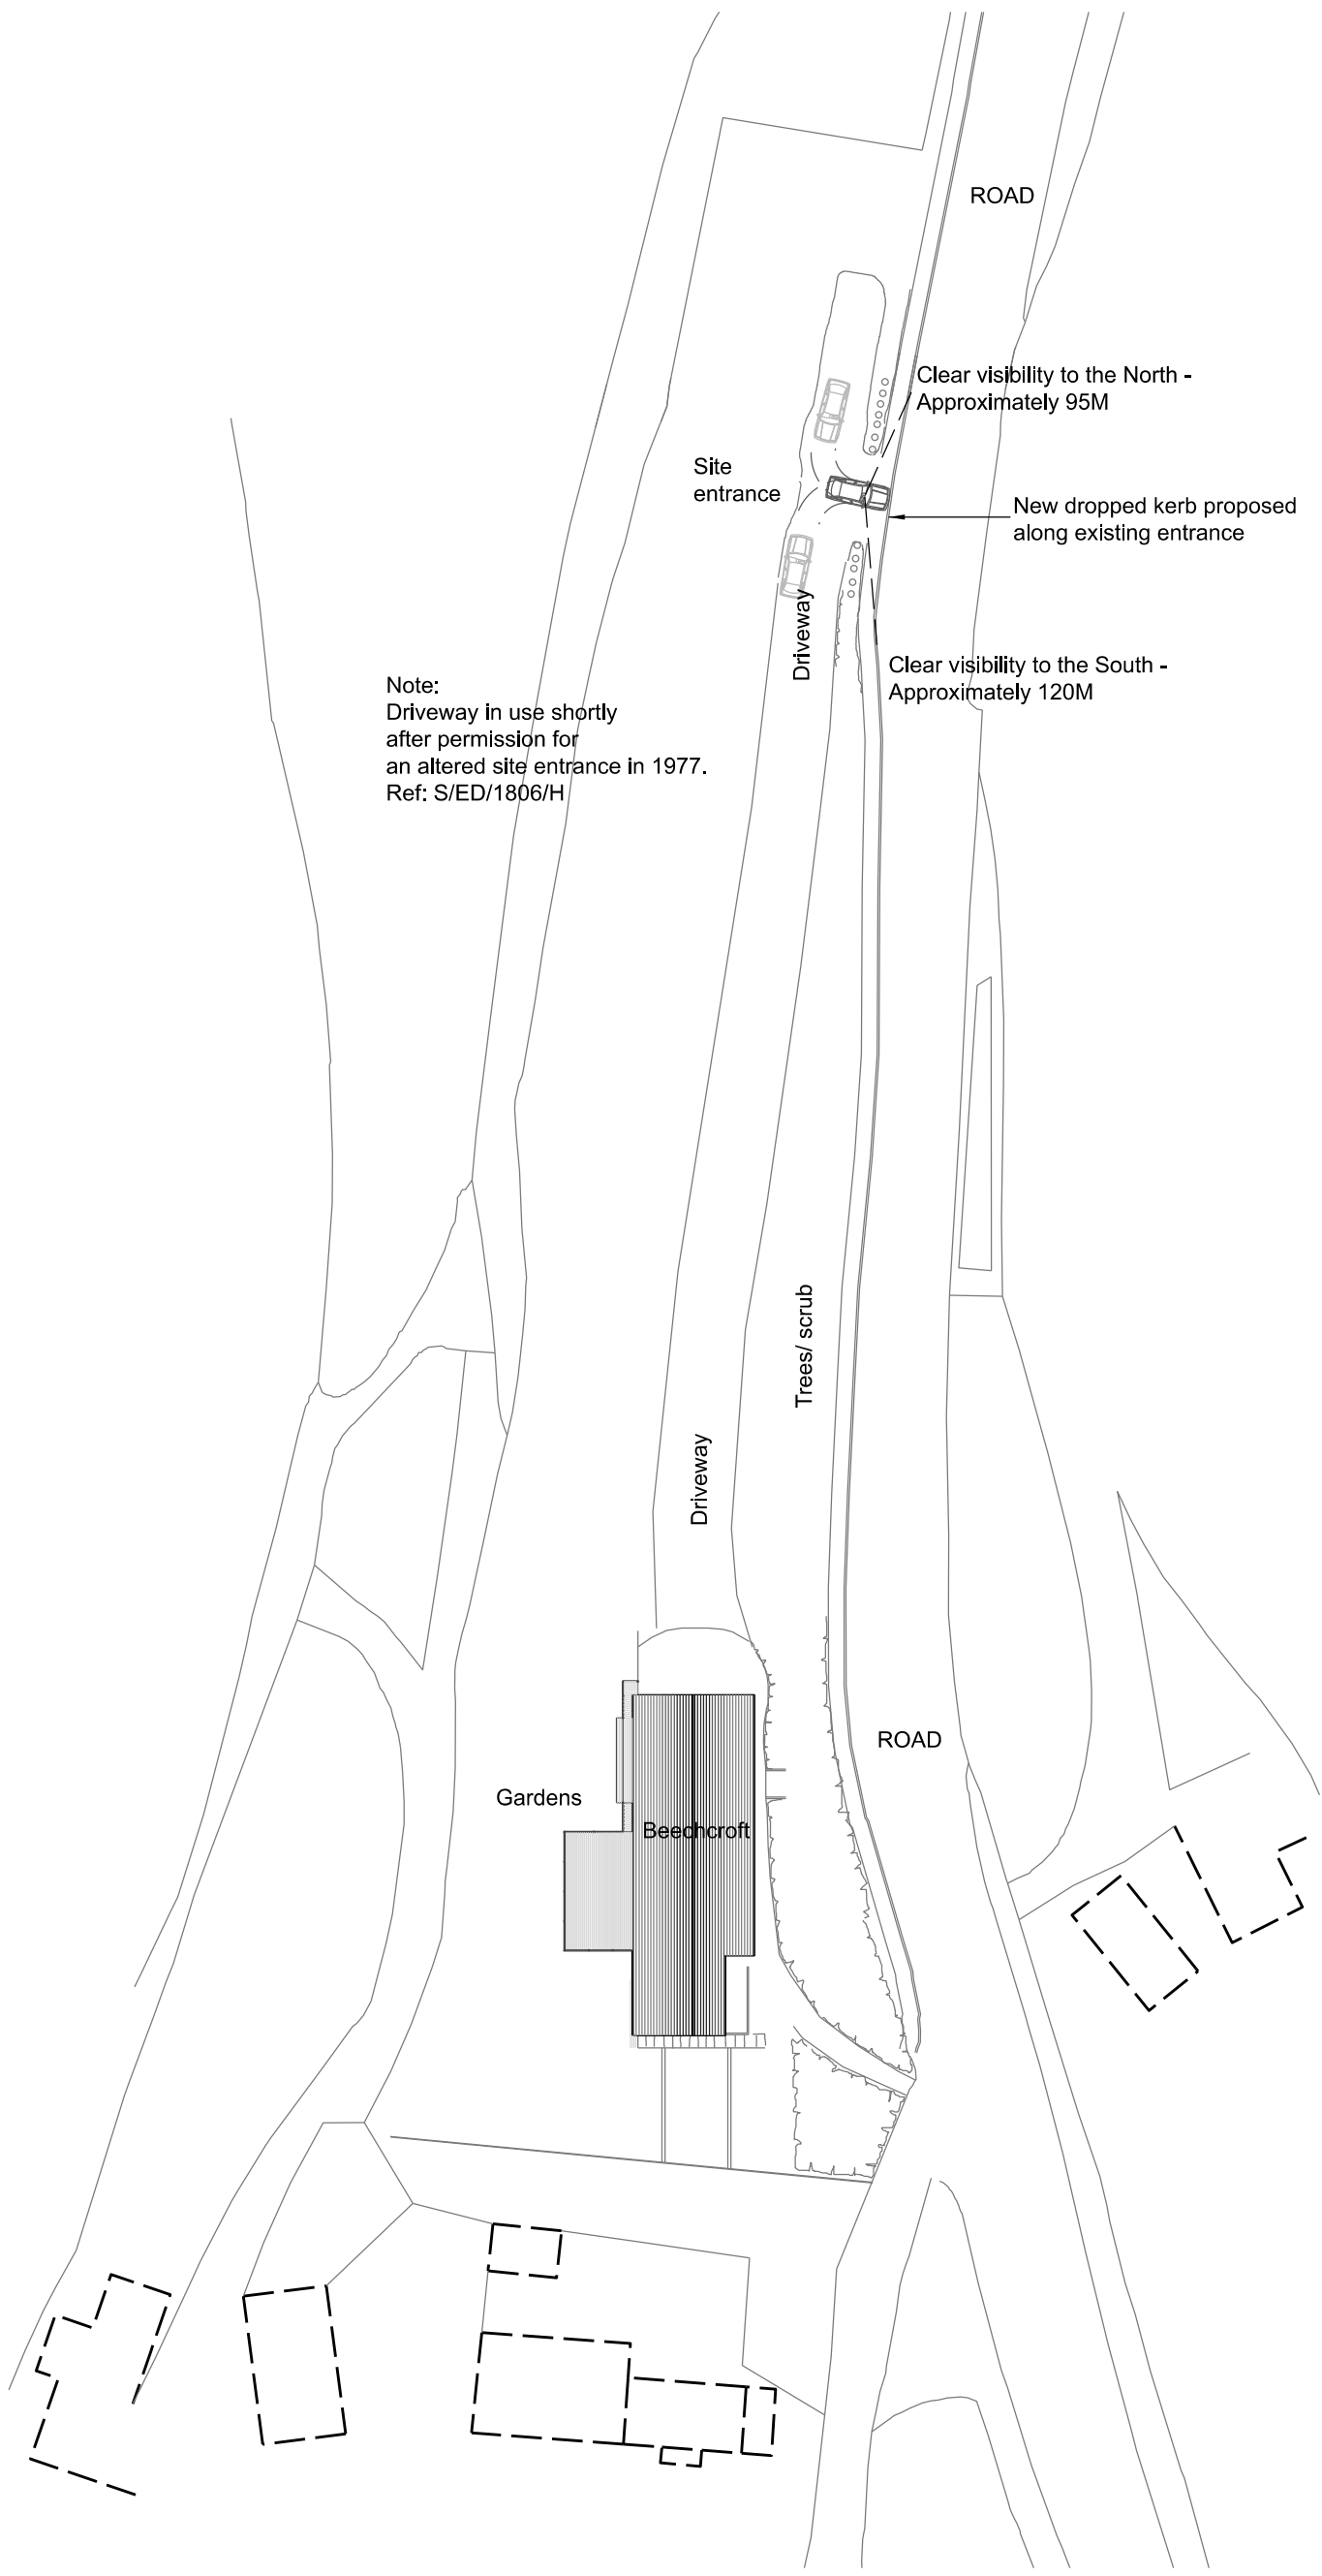 ROAD
Clear visibility to the North -
Approximately 95M
Site
entrance
New dropped kerb proposed
along existing entrance
Driveway
Clear visibility to the South -
Approximately 120M
Note:
Driveway in use shortly
after permission for
an altered site entrance in 1977.
Ref: S/ED/1806/H
Trees/ scrub
Driveway
ROAD
Gardens
Beechcroft